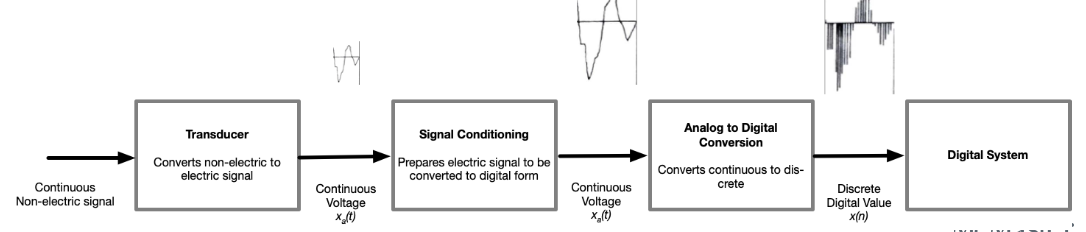 Transducer
Converts non-electric to
electric signal
Signal Conditioning
Prepares electric signal to be
converted to digital form
Analog to Digital
Conversion
Converts continuous to dis-
crete
Digital System
Continuous
Non-electric signal
Continuous
Voltage
xₐ(t)
Continuous
Voltage
xₐ(t)
Discrete
Digital Value
x(n)